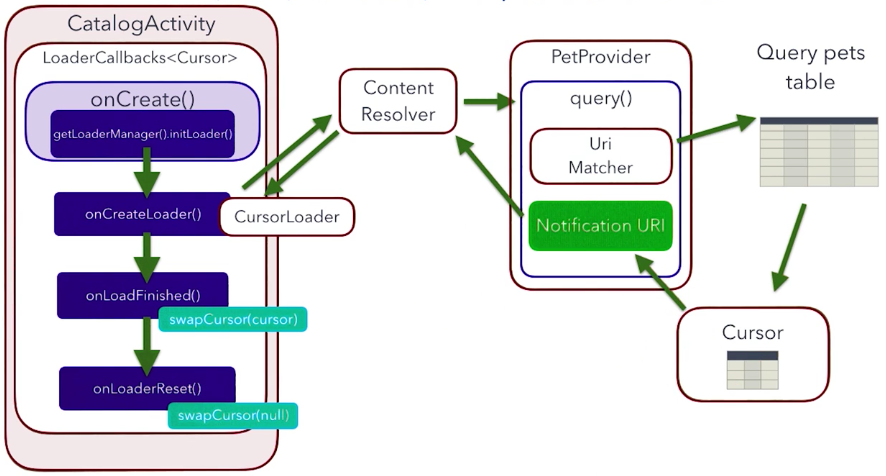 CatalogActivity
LoaderCallbacks<Cursor>
onCreate()
getLoaderManager().initLoader()
onCreateLoader()
CursorLoader
onLoadFinished()
swapCursor(cursor)
onLoaderReset()
swapCursor(null)
Content
Resolver
PetProvider
query()
Uri
Matcher
Notification URI
Query pets
table
Cursor